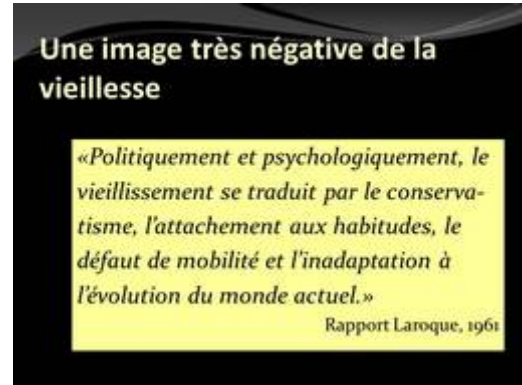 Une image très négative de la
vieillesse
«Politiquement et psychologiquement, le
vieillissement se traduit par le conserva-
tisme, l'attachement aux habitudes, le
défaut de mobilité et l'inadaptation à
l'évolution du monde actuel.»
Rapport Laroque, 1961